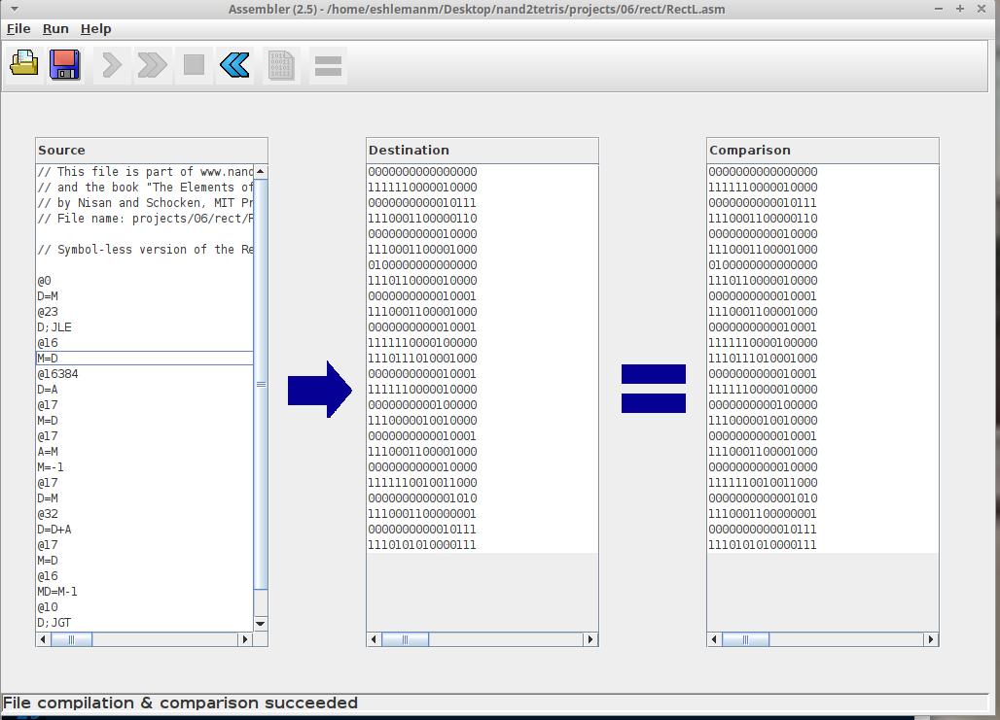 Assembler (2.5) - /home/eshlemanm/Desktop/nand2tetris/projects/06/rect/RectL.asm
File Run Help
Source
// This file is part of www.nand
// and the book "The Elements of
// by Nisan and Schocken, MIT Pr
// File name: projects/06/rect/R
// Symbol-less version of the Re
@0
D=M
@23
D;JLE
@16
M=D
@16384
D=A
@17
M=D
@17
A=M
M=-1
@17
D=M
@32
D=D+A
@17
M=D
@16
MD=M-1
@10
D;JGT
Destination
0000000000000000
1111110000010000
0000000000010111
1110001100000110
0000000000010000
1110001100001000
0100000000000000
1110110000010000
0000000000010001
1110001100001000
0000000000010001
1111110000100000
1110111010001000
0000000000010001
1111110000010000
0000000000100000
1110000010010000
0000000000010001
1110001100001000
0000000000010000
1111110010011000
0000000000001010
1110001100000001
0000000000010111
1110101010000111
Comparison
0000000000000000
1111110000010000
0000000000010111
1110001100000110
0000000000010000
1110001100001000
0100000000000000
1110110000010000
0000000000010001
1110001100001000
0000000000010001
1111110000100000
1110111010001000
0000000000010001
1111110000010000
0000000000100000
1110000010010000
0000000000010001
1110001100001000
0000000000010000
1111110010011000
0000000000001010
1110001100000001
0000000000010111
1110101010000111
File compilation & comparison succeeded